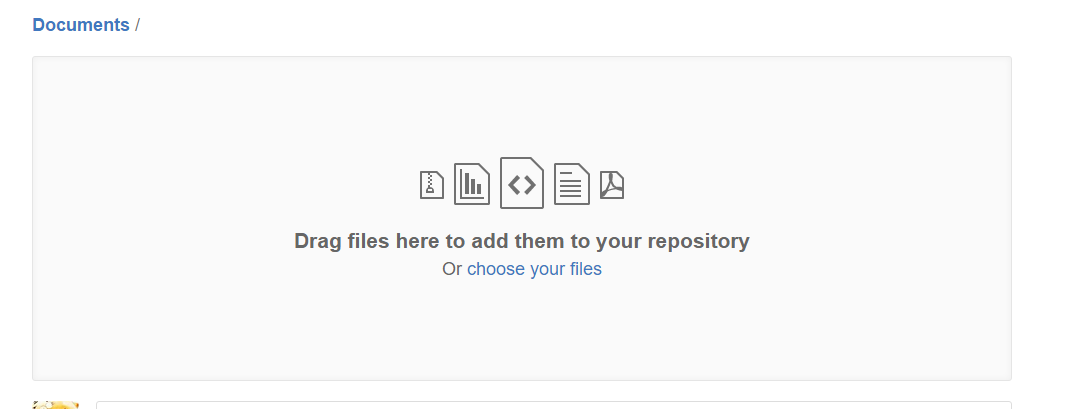 Documents /
Drag files here to add them to your repository
Or choose your files